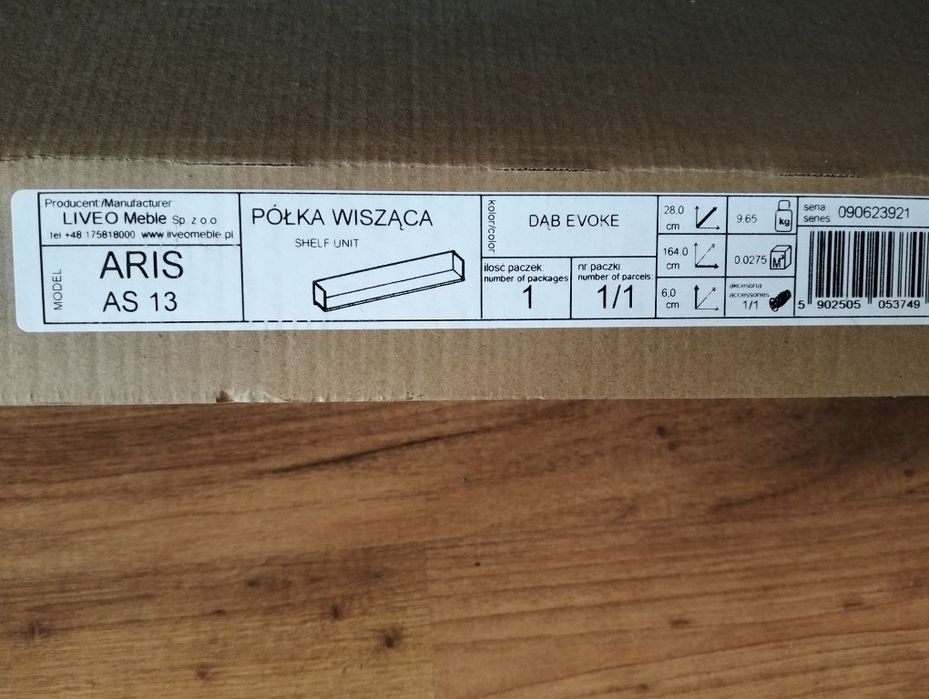 Producent:/Manufacturer
LIVEO Meble Sp. z o o
tel +48 175818000 www.liveomeble.pl
MODEL
ARIS
AS 13
PÓŁKA WISZĄCA
SHELF UNIT
kolor/color
DĄB EVOKE
ilosć paczek:
number of packages
1
nr paczki:
number of parcels:
1/1
28.0
cm
164.0
cm
6.0
cm
9.65
kg
0.0275
M³
akcesoria
accessories
1/1
seria
series
090623921
5 902505 053749